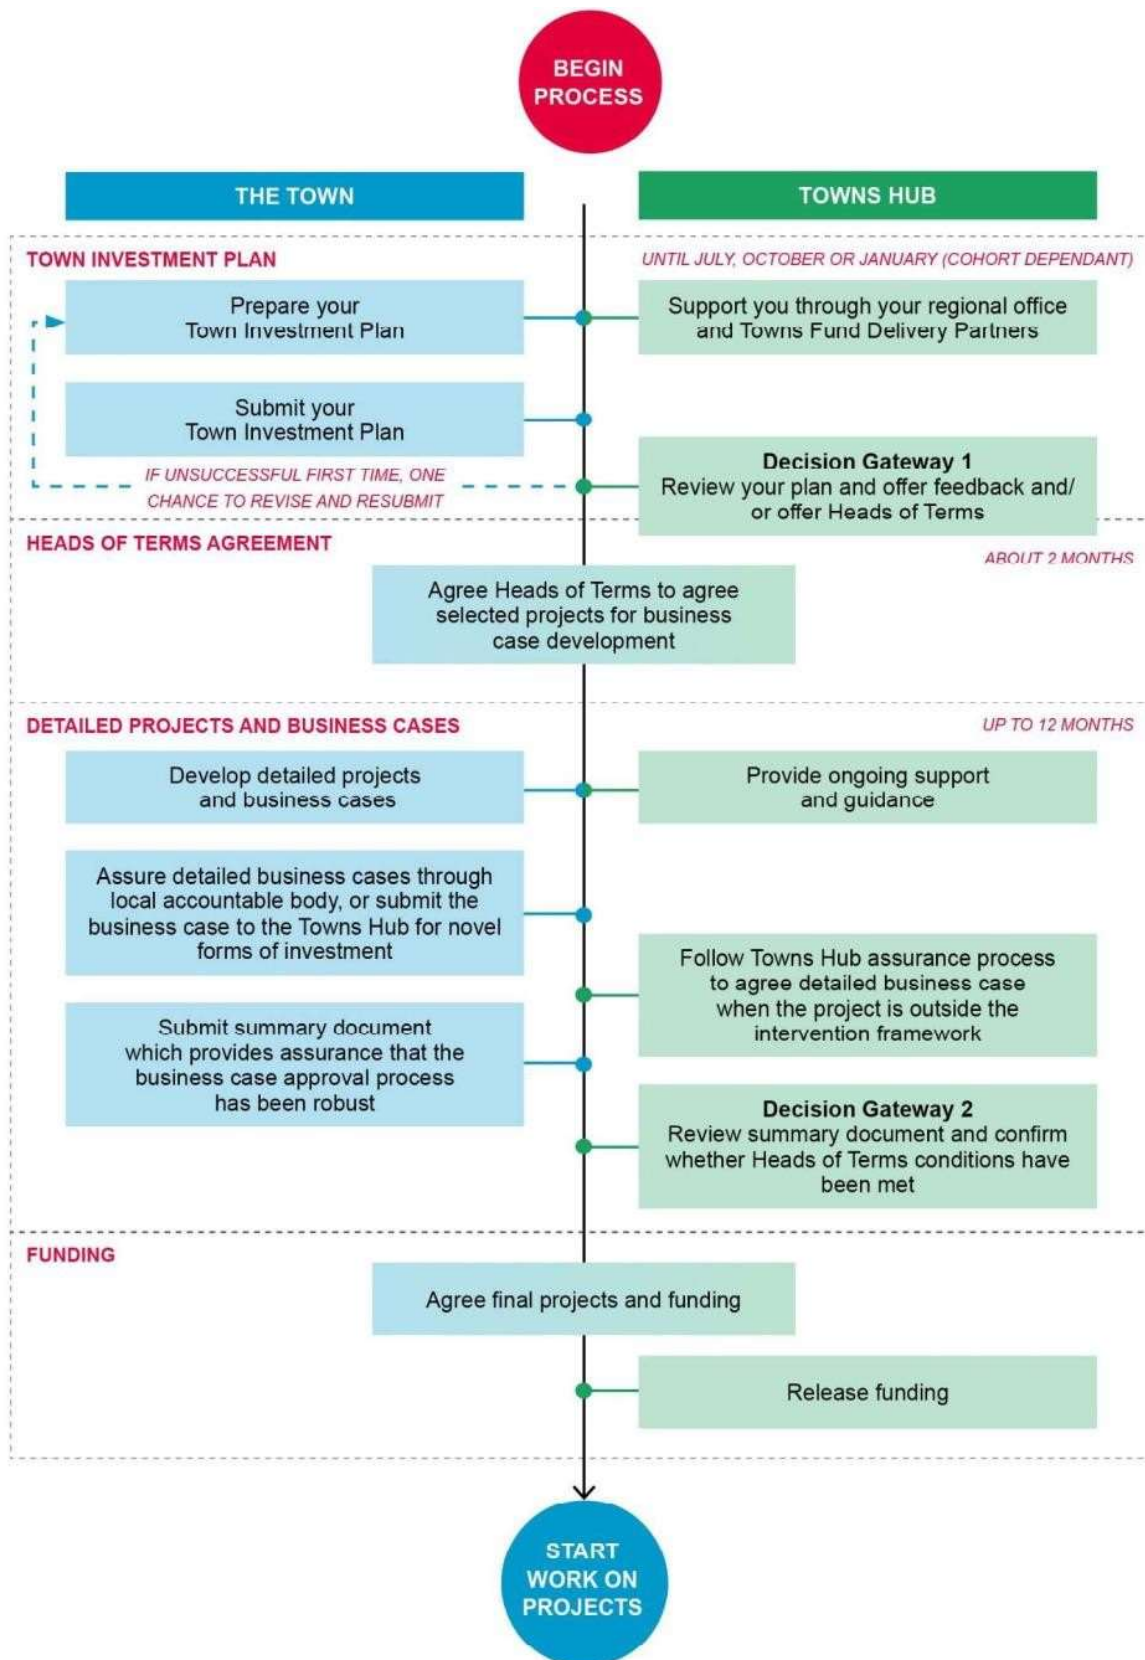 BEGIN
PROCESS
THE TOWN
TOWNS HUB
TOWN INVESTMENT PLAN
UNTIL JULY, OCTOBER OR JANUARY (COHORT DEPENDANT)
Prepare your
Town Investment Plan
Support you through your regional office
and Towns Fund Delivery Partners
Submit your
Town Investment Plan
Decision Gateway 1
Review your plan and offer feedback and/
or offer Heads of Terms
IF UNSUCCESSFUL FIRST TIME, ONE
CHANCE TO REVISE AND RESUBMIT
HEADS OF TERMS AGREEMENT
ABOUT 2 MONTHS
Agree Heads of Terms to agree
selected projects for business
case development
DETAILED PROJECTS AND BUSINESS CASES
UP TO 12 MONTHS
Develop detailed projects
and business cases
Provide ongoing support
and guidance
Assure detailed business cases through
local accountable body, or submit the
business case to the Towns Hub for novel
forms of investment
Follow Towns Hub assurance process
to agree detailed business case
when the project is outside the
intervention framework
Submit summary document
which provides assurance that the
business case approval process
has been robust
Decision Gateway 2
Review summary document and confirm
whether Heads of Terms conditions have
been met
FUNDING
Agree final projects and funding
Release funding
START
WORK ON
PROJECTS